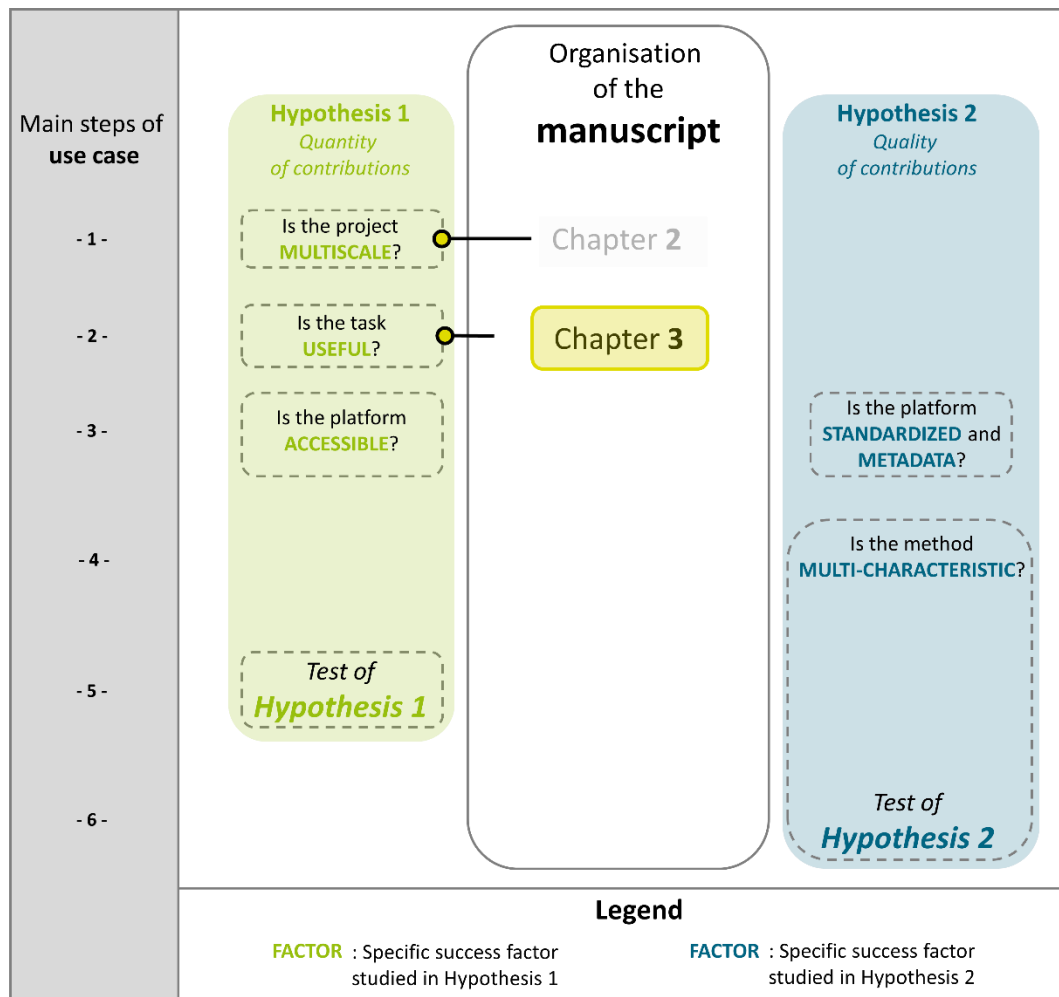 Main steps of
use case
- 1 -
- 2 -
- 3 -
- 4 -
- 5 -
- 6 -
Hypothesis 1
Quantity
of contributions
Is the project
MULTISCALE?
Is the task
USEFUL?
Is the platform
ACCESSIBLE?
Test of
Hypothesis 1
Organisation
of the
manuscript
Chapter 2
Chapter 3
Hypothesis 2
Quality
of contributions
Is the platform
STANDARDIZED and
METADATA?
Is the method
MULTI-CHARACTERISTIC?
Test of
Hypothesis 2
Legend
FACTOR : Specific success factor
studied in Hypothesis 1
FACTOR : Specific success factor
studied in Hypothesis 2